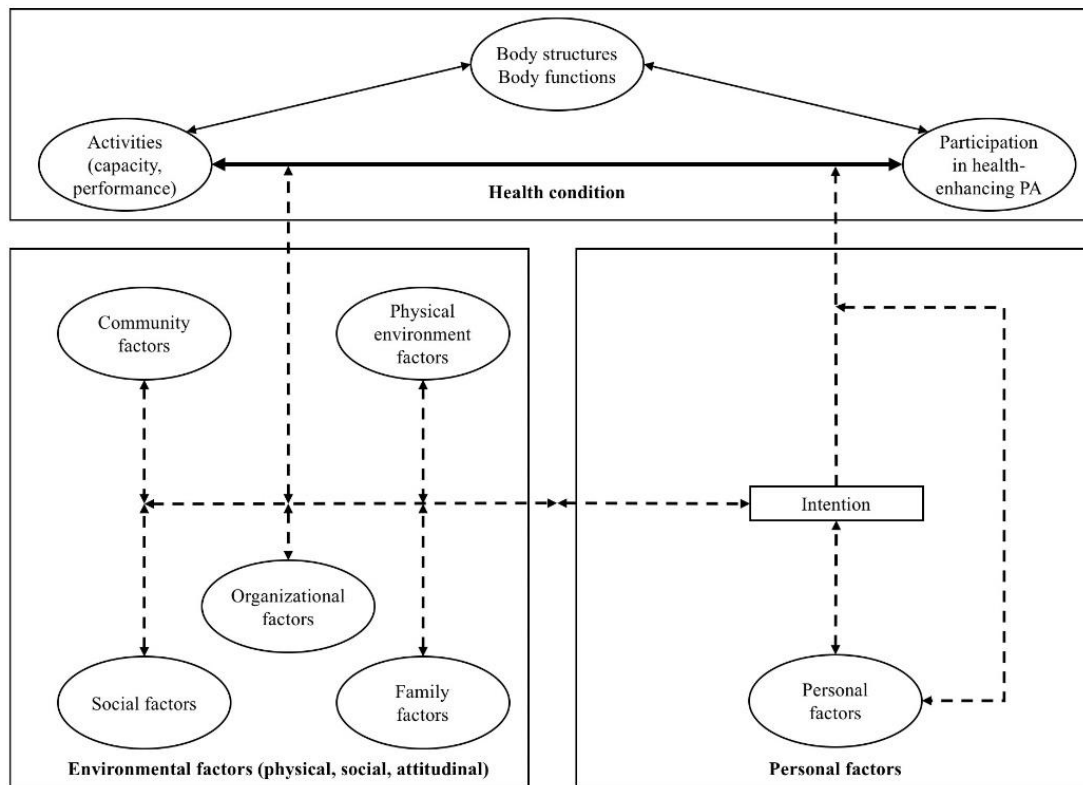 Body structures
Body functions
Activities
(capacity,
performance)
Participation
in health-
enhancing PA
Health condition
Community
factors
Physical
environment
factors
Organizational
factors
Social factors
Family
factors
Environmental factors (physical, social, attitudinal)
Intention
Personal
factors
Personal factors